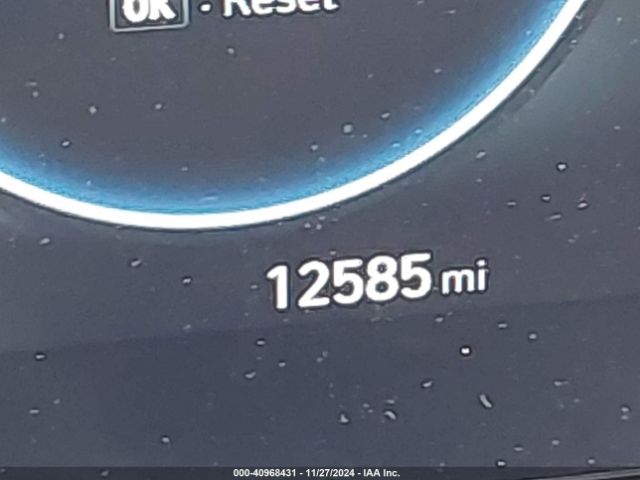 OK : Reset
12585 mi
000-40968431 - 11/27/2024 - IAA Inc.